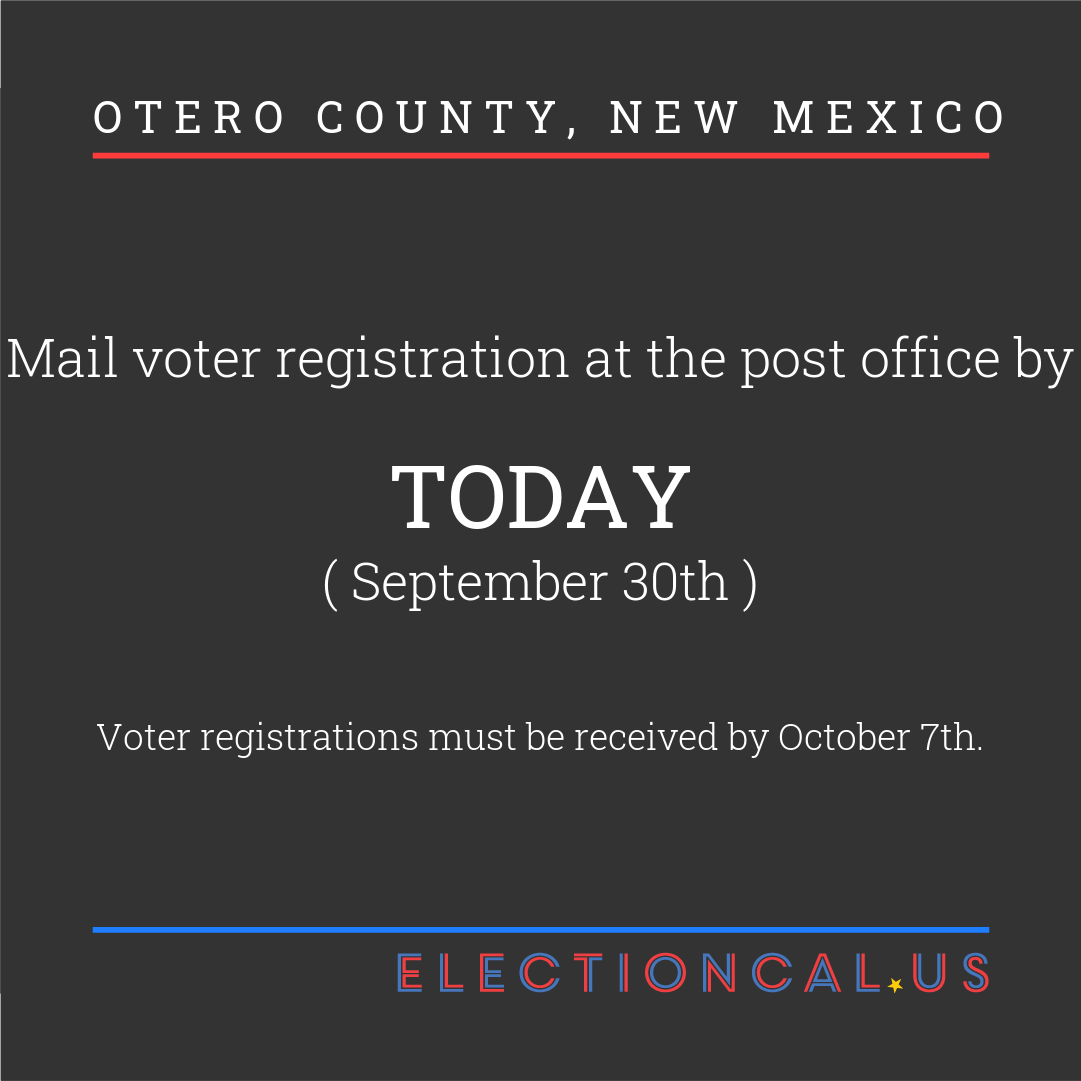 OTERO COUNTY, NEW MEXICO
Mail voter registration at the post office by
TODAY
( September 30th )
Voter registrations must be received by October 7th.
ELECTIONCAL.US